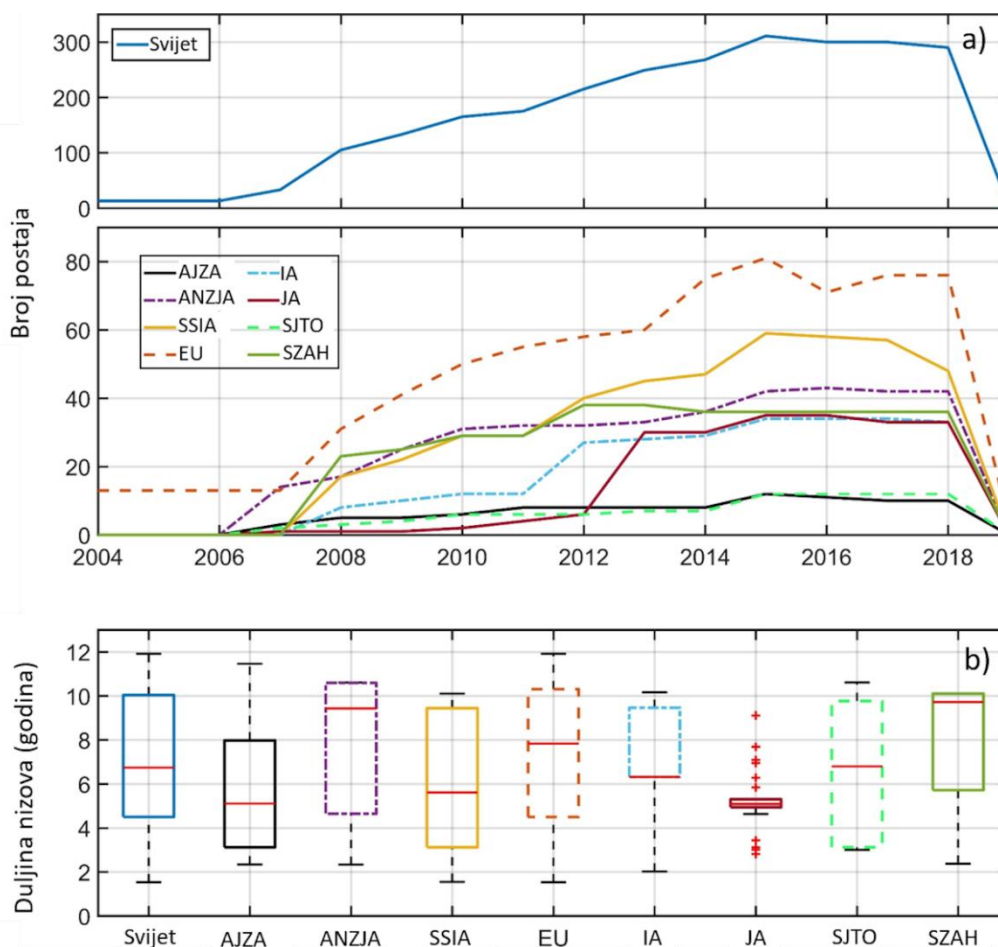 a)
Svijet
300
200
100
0
Broj postaja
80
60
40
20
0
AJZA IA
ANZJA JA
SSIA SJTO
EU SZAH
2004 2006 2008 2010 2012 2014 2016 2018
b)
Duljina nizova (godina)
12
10
8
6
4
2
0
Svijet AJZA ANZJA SSIA EU IA JA SJTO SZAH